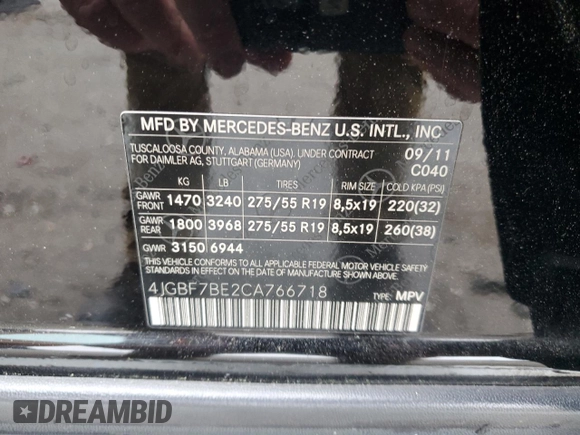 MFD BY MERCEDES-BENZ U.S. INTL., INC
TUSCALOOSA COUNTY, ALABAMA (USA). UNDER CONTRACT
FOR DAIMLER AG, STUTTGART (GERMANY)
09/11
C040
KG LB TIRES RIM SIZE COLD KPA (PSI)
GAWR FRONT 1470 3240 275/55 R19 8,5x19 220(32)
GAWR REAR 1800 3968 275/55 R19 8,5x19 260(38)
GVWR 3150 6944
THIS VEHICLE CONFORMS TO ALL APPLICABLE FEDERAL MOTOR
VEHICLE SAFETY STANDARDS IN EFFECT ON THE DATE OF
MANUFACTURE SHOWN ABOVE.
4JGBF7BE2CA766718 TYPE: MPV
DREAMBID